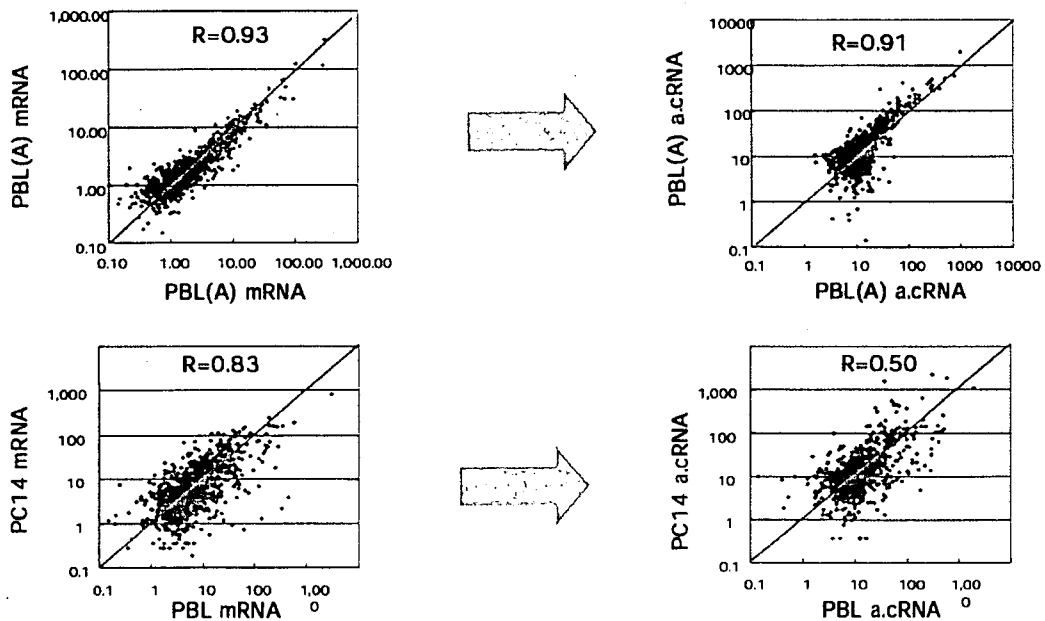 1,000.00
R=0.93
100.00
10.00
1.00
0.10
PBL(A) mRNA
0.10 1.00 10.00 100.00 1,000.00
PBL(A) mRNA
10000
R=0.91
1000
100
10
1
0.1
PBL(A) a.cRNA
0.1 1 10 100 1000 10000
PBL(A) a.cRNA
R=0.83
1,000
100
10
1
0.1
PC14 mRNA
0.1 1 10 100 1,00
0
PBL mRNA
R=0.50
1,000
100
10
1
0.1
PC14 a.cRNA
0.1 1 10 100 1,00
0
PBL a.cRNA